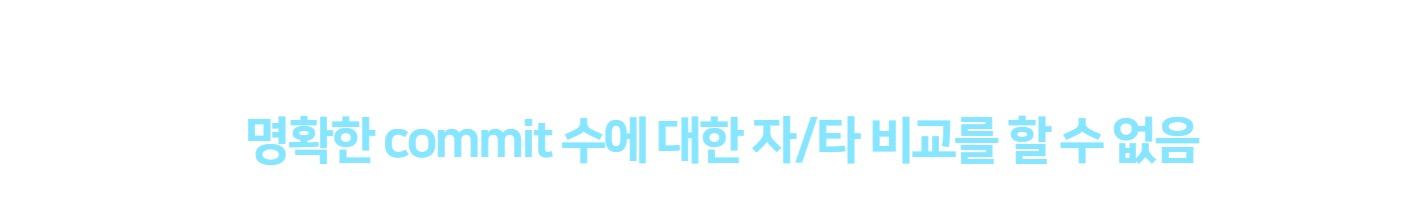 명확한 commit 수에 대한 자/타 비교를 할 수 없음